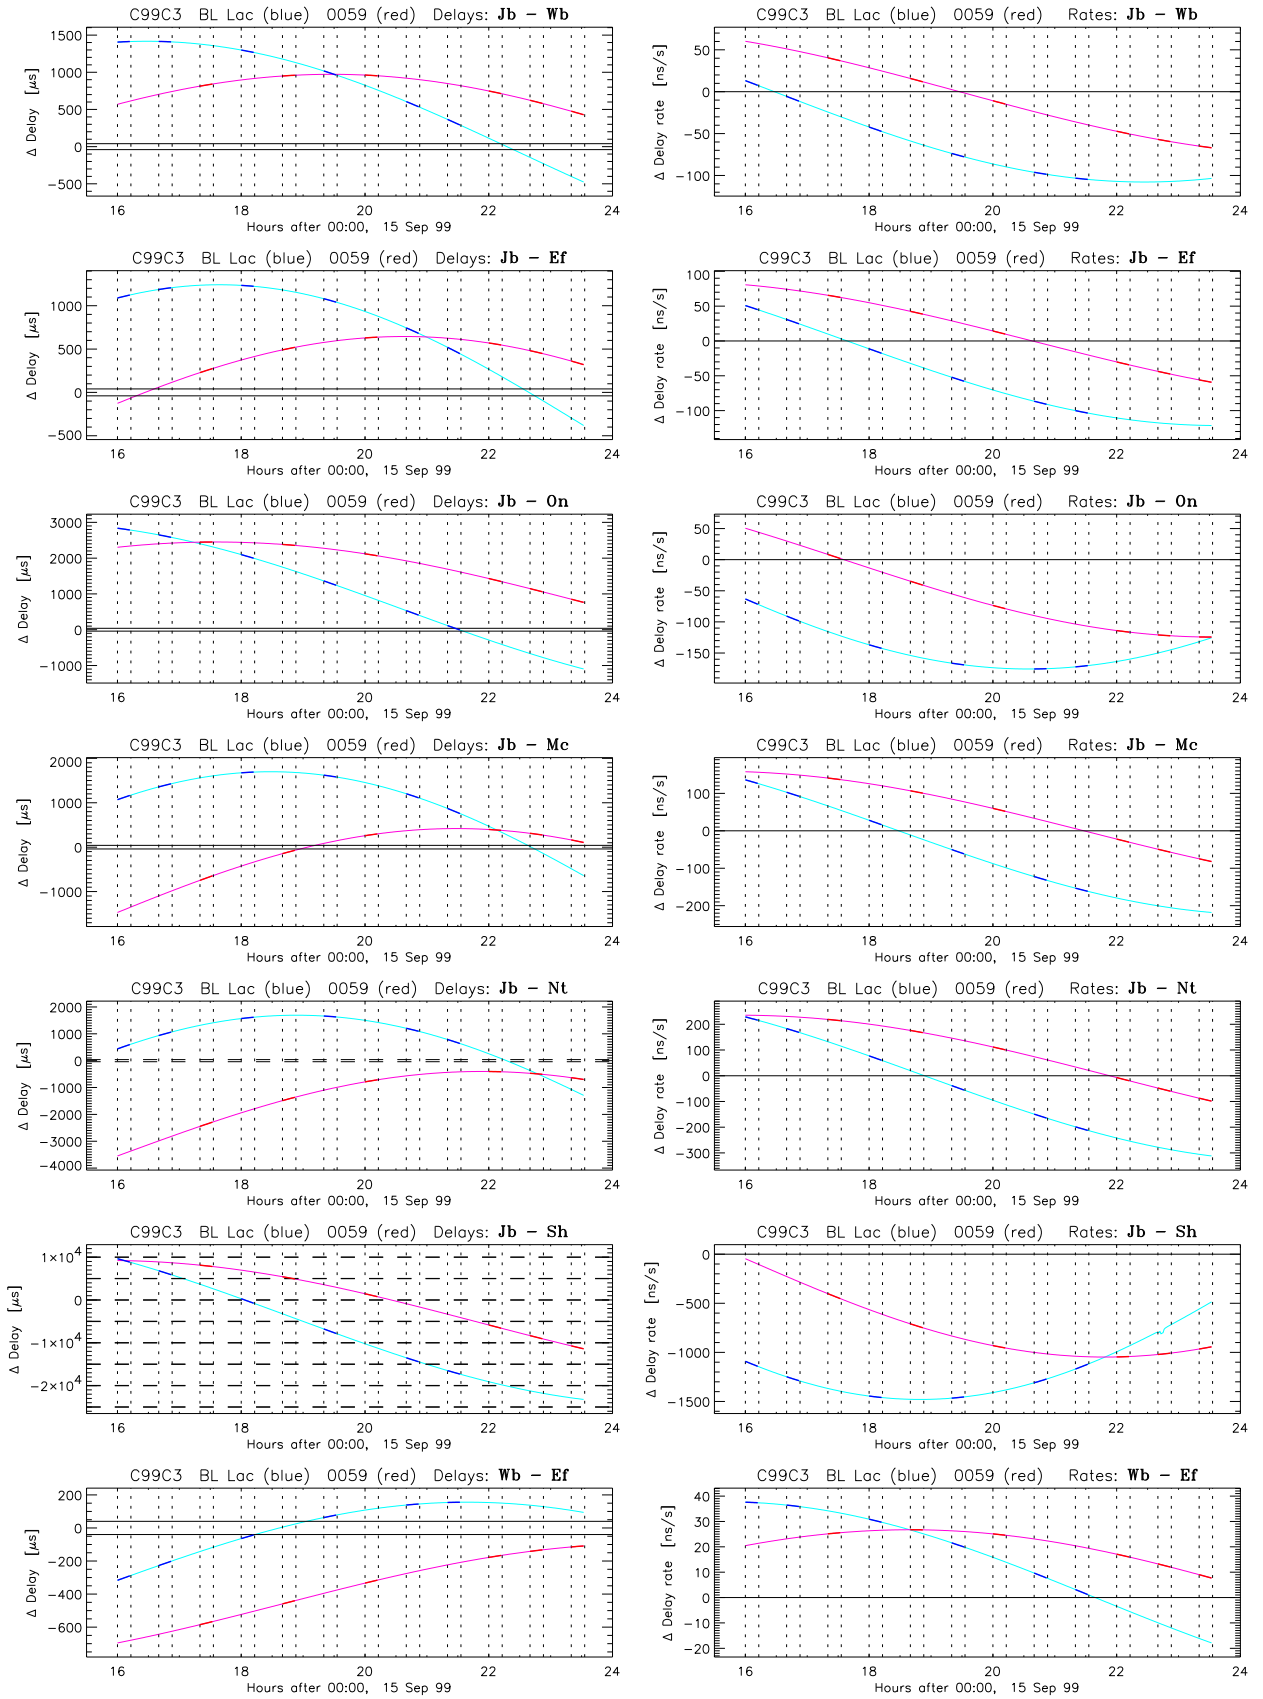 C99C3 BL Lac (blue) 0059 (red) Delays: Jb − Wb
Δ Delay [μs]
1500
1000
500
0
−500
16 18 20 22 24
Hours after 00:00, 15 Sep 99
C99C3 BL Lac (blue) 0059 (red) Rates: Jb − Wb
Δ Delay rate [ns/s]
50
0
−50
−100
16 18 20 22 24
Hours after 00:00, 15 Sep 99
C99C3 BL Lac (blue) 0059 (red) Delays: Jb − Ef
Δ Delay [μs]
1000
500
0
−500
16 18 20 22 24
Hours after 00:00, 15 Sep 99
C99C3 BL Lac (blue) 0059 (red) Rates: Jb − Ef
Δ Delay rate [ns/s]
100
50
0
−50
−100
16 18 20 22 24
Hours after 00:00, 15 Sep 99
C99C3 BL Lac (blue) 0059 (red) Delays: Jb − On
Δ Delay [μs]
3000
2000
1000
0
−1000
16 18 20 22 24
Hours after 00:00, 15 Sep 99
C99C3 BL Lac (blue) 0059 (red) Rates: Jb − On
Δ Delay rate [ns/s]
50
0
−50
−100
−150
16 18 20 22 24
Hours after 00:00, 15 Sep 99
C99C3 BL Lac (blue) 0059 (red) Delays: Jb − Mc
Δ Delay [μs]
2000
1000
0
−1000
16 18 20 22 24
Hours after 00:00, 15 Sep 99
C99C3 BL Lac (blue) 0059 (red) Rates: Jb − Mc
Δ Delay rate [ns/s]
100
0
−100
−200
16 18 20 22 24
Hours after 00:00, 15 Sep 99
C99C3 BL Lac (blue) 0059 (red) Delays: Jb − Nt
Δ Delay [μs]
2000
1000
0
−1000
−2000
−3000
−4000
16 18 20 22 24
Hours after 00:00, 15 Sep 99
C99C3 BL Lac (blue) 0059 (red) Rates: Jb − Nt
Δ Delay rate [ns/s]
200
100
0
−100
−200
−300
16 18 20 22 24
Hours after 00:00, 15 Sep 99
C99C3 BL Lac (blue) 0059 (red) Delays: Jb − Sh
Δ Delay [μs]
1×10⁴
0
−1×10⁴
−2×10⁴
16 18 20 22 24
Hours after 00:00, 15 Sep 99
C99C3 BL Lac (blue) 0059 (red) Rates: Jb − Sh
Δ Delay rate [ns/s]
0
−500
−1000
−1500
16 18 20 22 24
Hours after 00:00, 15 Sep 99
C99C3 BL Lac (blue) 0059 (red) Delays: Wb − Ef
Δ Delay [μs]
200
0
−200
−400
−600
16 18 20 22 24
Hours after 00:00, 15 Sep 99
C99C3 BL Lac (blue) 0059 (red) Rates: Wb − Ef
Δ Delay rate [ns/s]
40
30
20
10
0
−10
−20
16 18 20 22 24
Hours after 00:00, 15 Sep 99